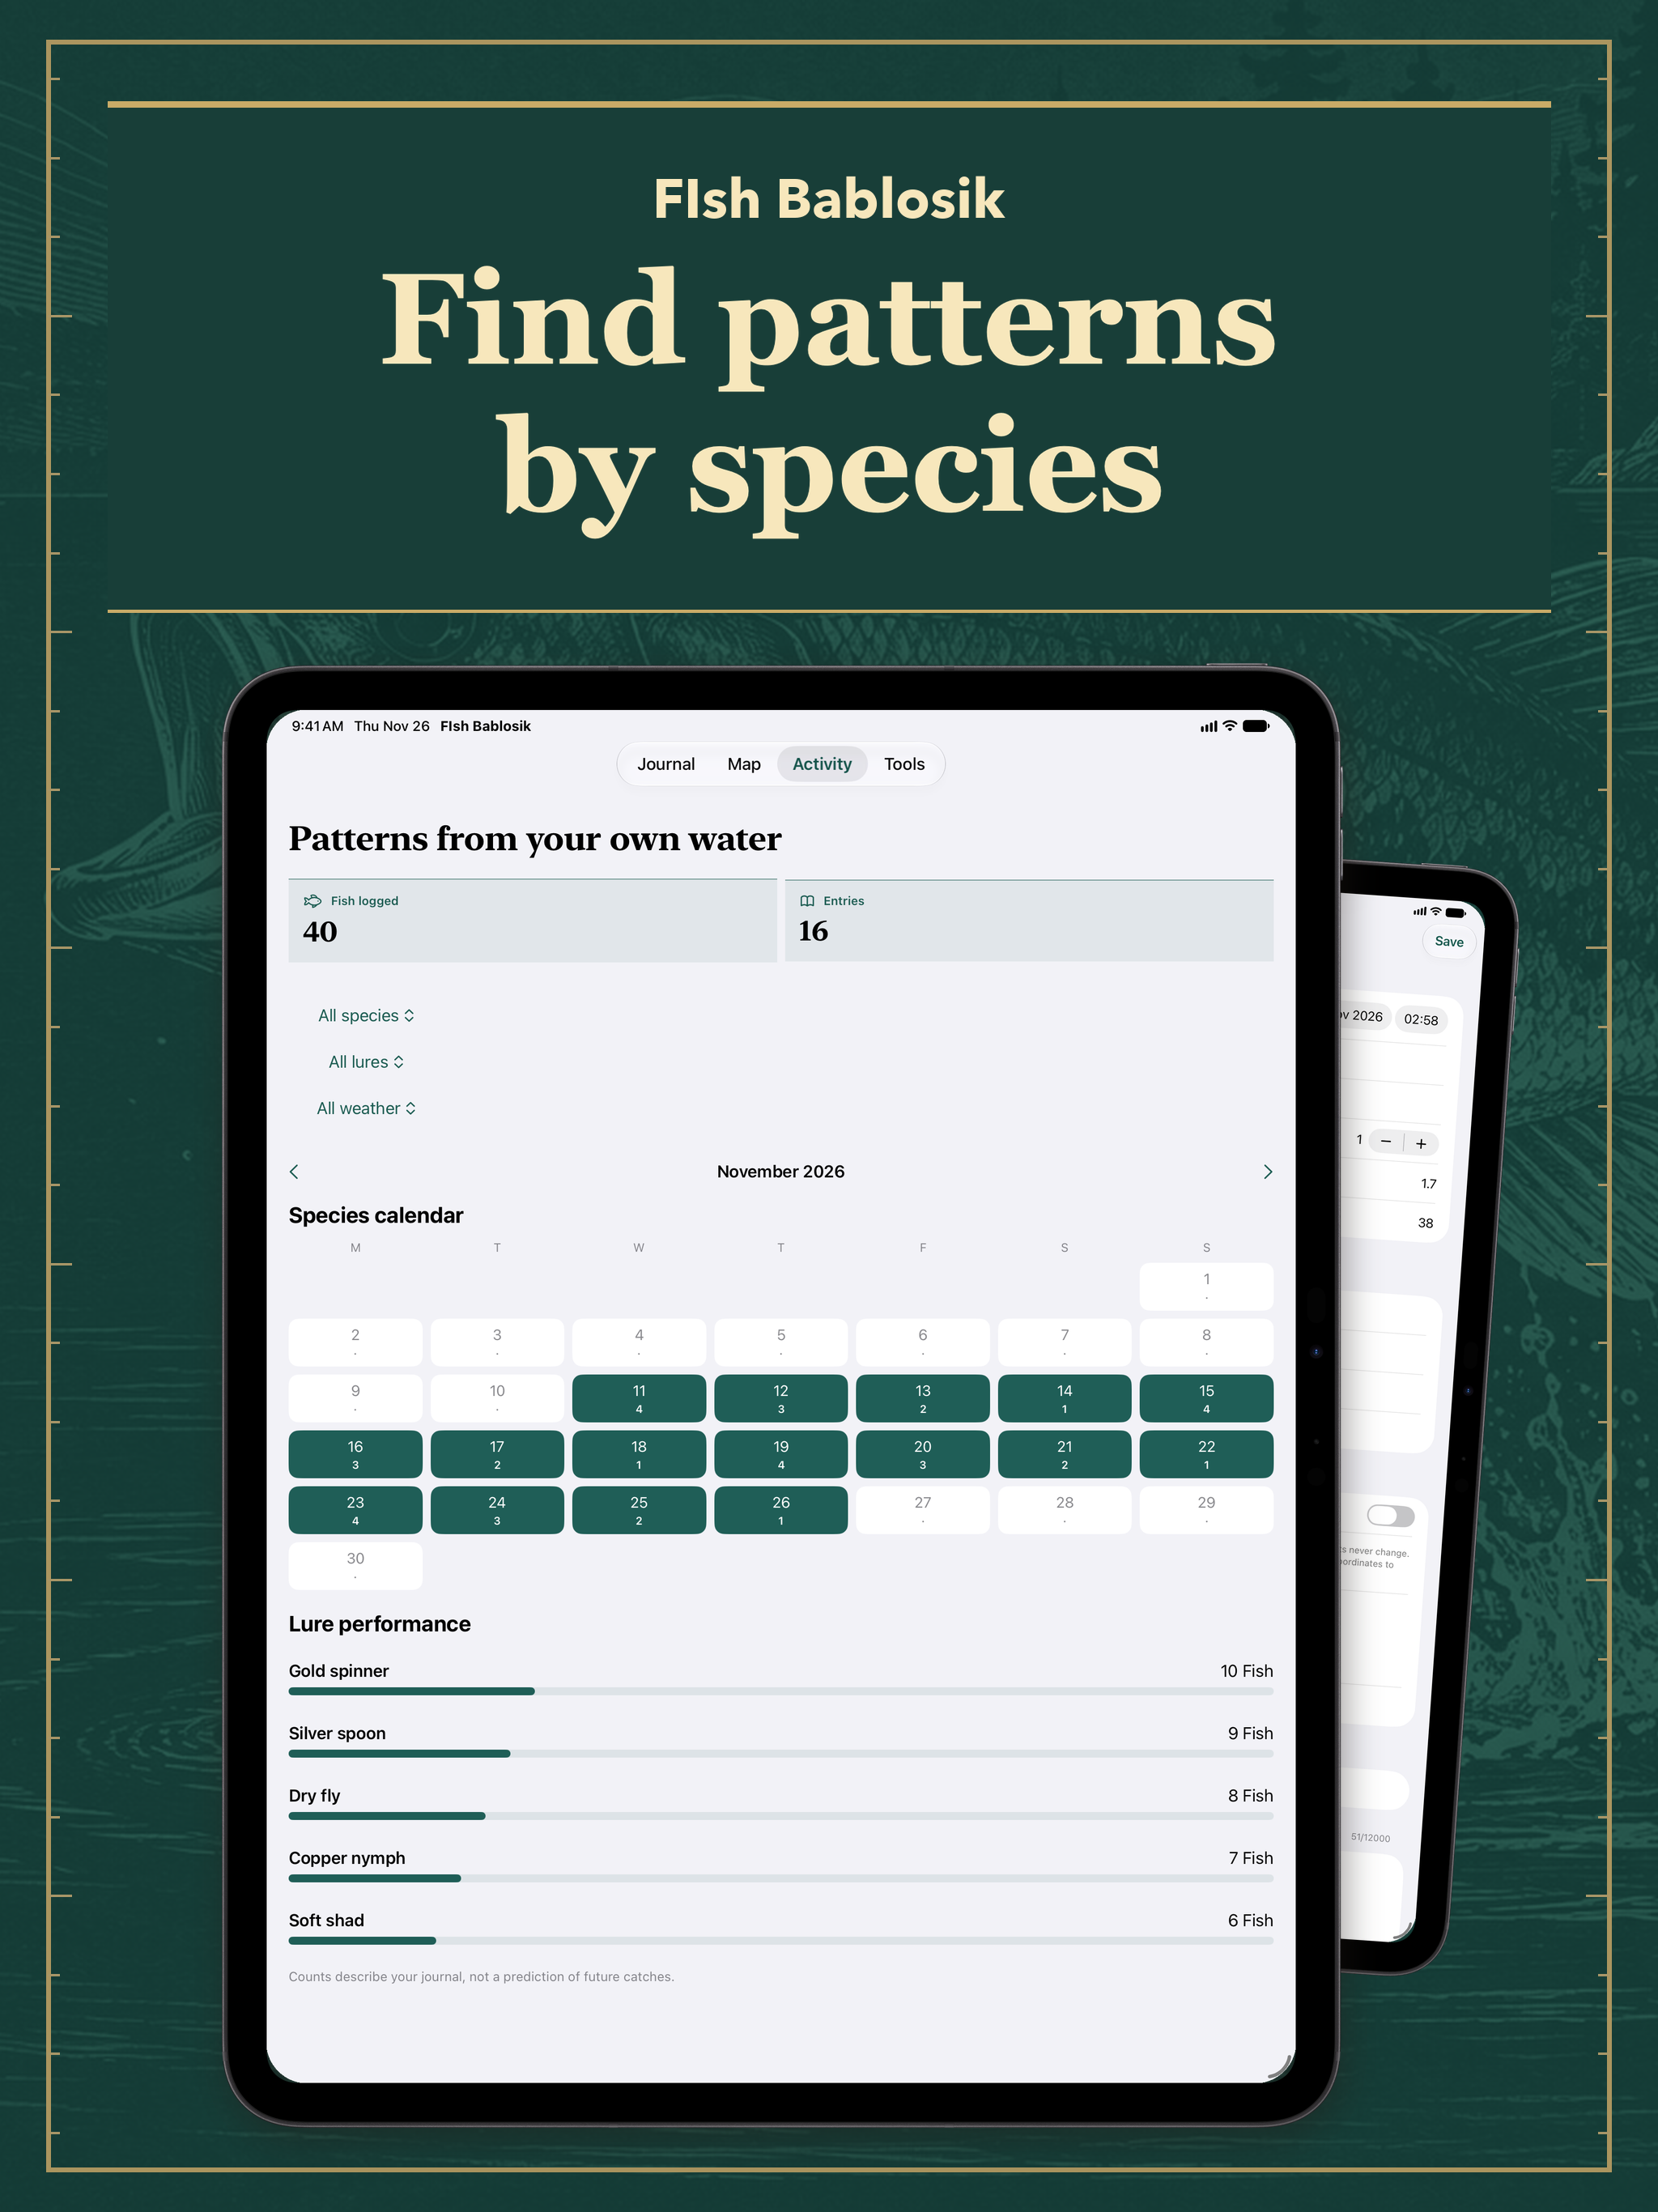 FIsh Bablosik
Find patterns
by species
9:41 AM Thu Nov 26 FIsh Bablosik
Journal Map Activity Tools
Patterns from your own water
Fish logged
40
Entries
16
All species
All lures
All weather
November 2026
Species calendar
M T W T F S S
1
2 3 4 5 6 7 8
9 10 11 12 13 14 15
4 3 2 1 4
16 17 18 19 20 21 22
3 2 1 4 3 2 1
23 24 25 26 27 28 29
4 3 2 1
30
Lure performance
Gold spinner 10 Fish
Silver spoon 9 Fish
Dry fly 8 Fish
Copper nymph 7 Fish
Soft shad 6 Fish
Counts describe your journal, not a prediction of future catches.
Save
2026 02:58
1 − +
1.7
38
never change.
to
51/12000